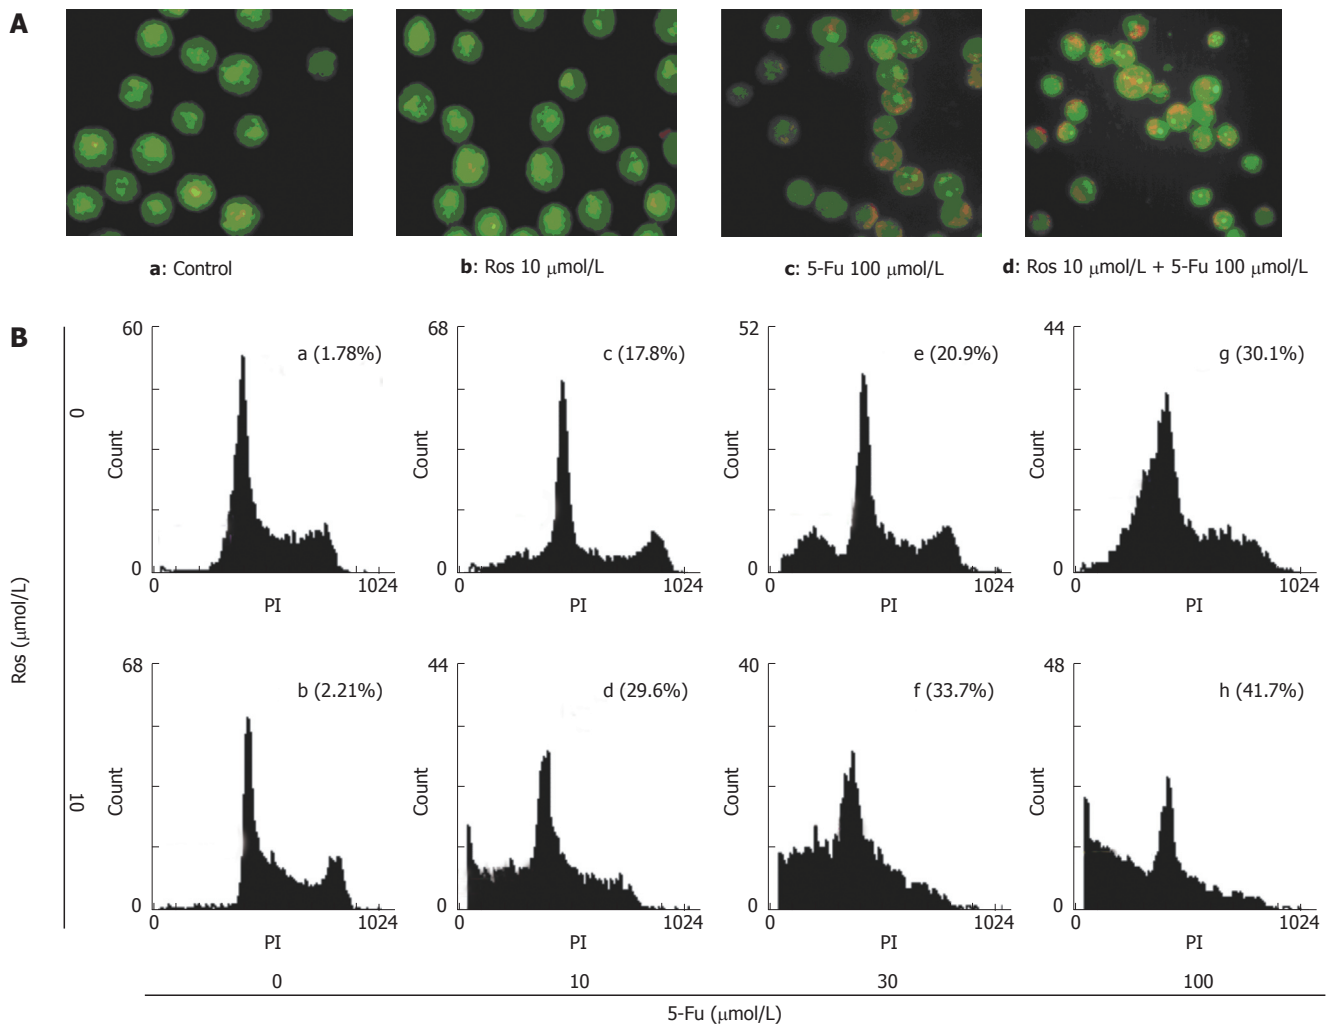 A
a: Control
b: Ros 10 μmol/L
c: 5-Fu 100 μmol/L
d: Ros 10 μmol/L + 5-Fu 100 μmol/L
B
Ros (μmol/L)
0
60
a (1.78%)
Count
0
0
1024
PI
68
c (17.8%)
Count
0
0
1024
PI
52
e (20.9%)
Count
0
0
1024
PI
44
g (30.1%)
Count
0
0
1024
PI
10
68
b (2.21%)
Count
0
0
1024
PI
44
d (29.6%)
Count
0
0
1024
PI
40
f (33.7%)
Count
0
0
1024
PI
48
h (41.7%)
Count
0
0
1024
PI
0
10
30
100
5-Fu (μmol/L)